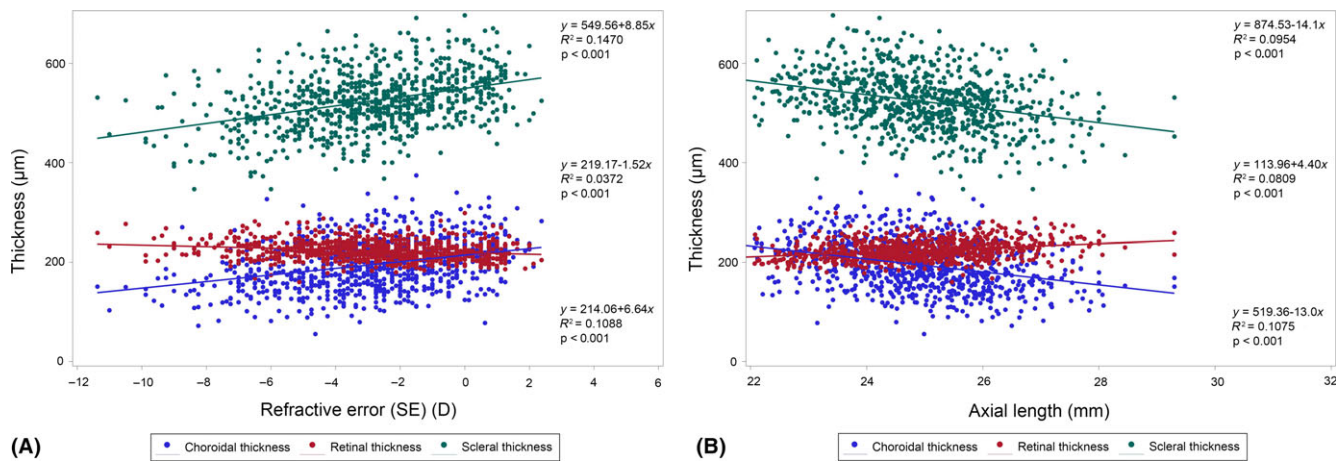 y = 549.56+8.85x
R² = 0.1470
p < 0.001
600
400
y = 219.17-1.52x
R² = 0.0372
p < 0.001
200
y = 214.06+6.64x
R² = 0.1088
p < 0.001
0
Thickness (μm)
−12 −10 −8 −6 −4 −2 0 2 4 6
Refractive error (SE) (D)
(A)
Choroidal thickness Retinal thickness Scleral thickness
y = 874.53-14.1x
R² = 0.0954
p < 0.001
600
400
y = 113.96+4.40x
R² = 0.0809
p < 0.001
200
y = 519.36-13.0x
R² = 0.1075
p < 0.001
0
Thickness (μm)
22 24 26 28 30 32
Axial length (mm)
(B)
Choroidal thickness Retinal thickness Scleral thickness